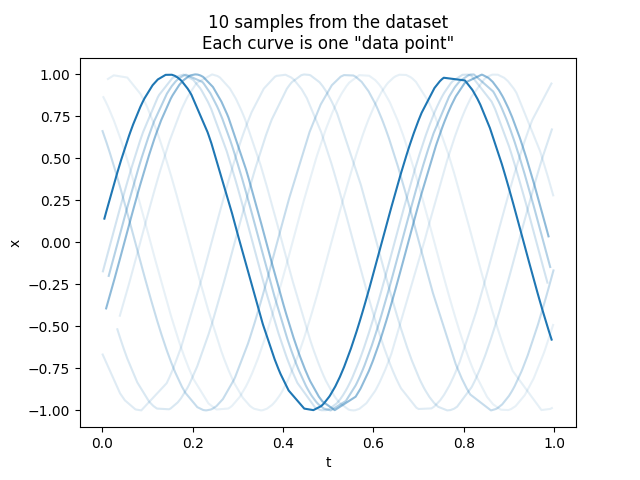 10 samples from the dataset
Each curve is one "data point"
1.00
0.75
0.50
0.25
0.00
−0.25
−0.50
−0.75
−1.00
x
0.0 0.2 0.4 0.6 0.8 1.0
t